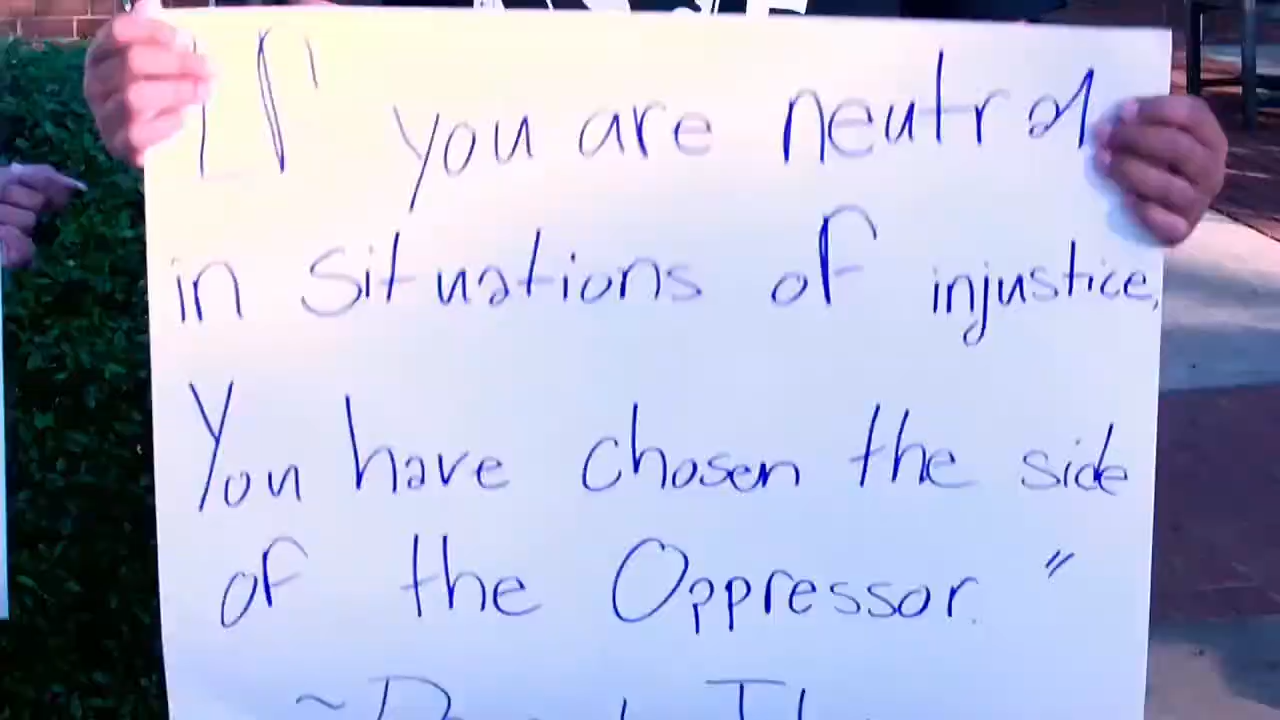 If you are neutral
in situations of injustice,
You have chosen the side
of the Oppressor."